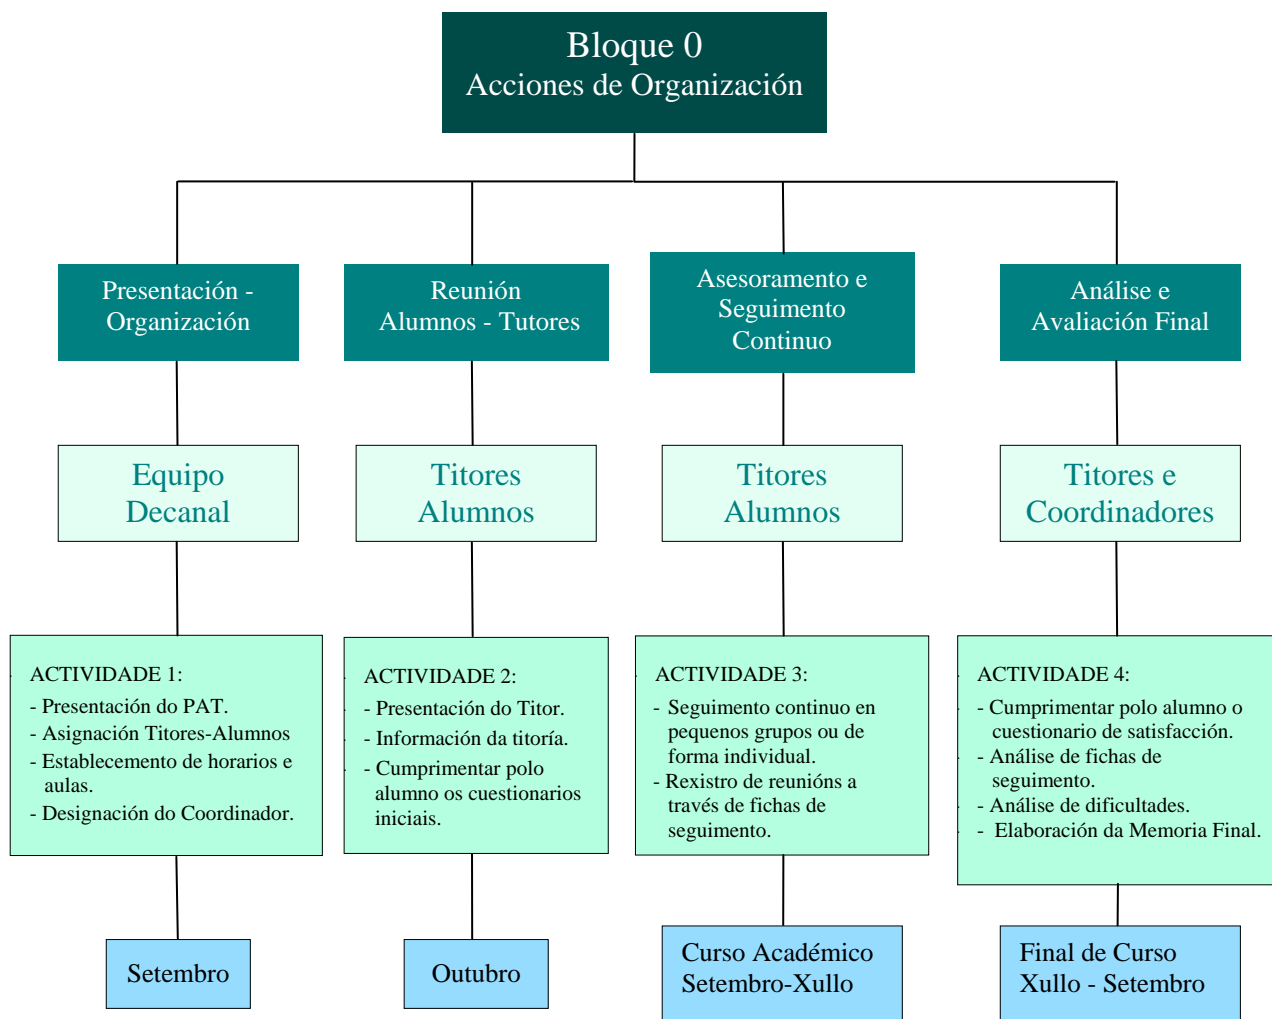 Bloque 0
Acciones de Organización
Presentación -
Organización
Reunión
Alumnos - Tutores
Asesoramento e
Seguimento
Continuo
Análise e
Avaliación Final
Equipo
Decanal
Titores
Alumnos
Titores
Alumnos
Titores e
Coordinadores
ACTIVIDADE 1:
- Presentación do PAT.
- Asignación Titores-Alumnos
- Establecemento de horarios e
aulas.
- Designación do Coordinador.
ACTIVIDADE 2:
- Presentación do Titor.
- Información da titoría.
- Cumprimentar polo
alumno os cuestionarios
iniciais.
ACTIVIDADE 3:
- Seguimento continuo en
pequenos grupos ou de
forma individual.
- Rexistro de reunións a
través de fichas de
seguimento.
ACTIVIDADE 4:
- Cumprimentar polo alumno o
cuestionario de satisfacción.
- Análise de fichas de
seguimento.
- Análise de dificultades.
- Elaboración da Memoria Final.
Setembro
Outubro
Curso Académico
Setembro-Xullo
Final de Curso
Xullo - Setembro